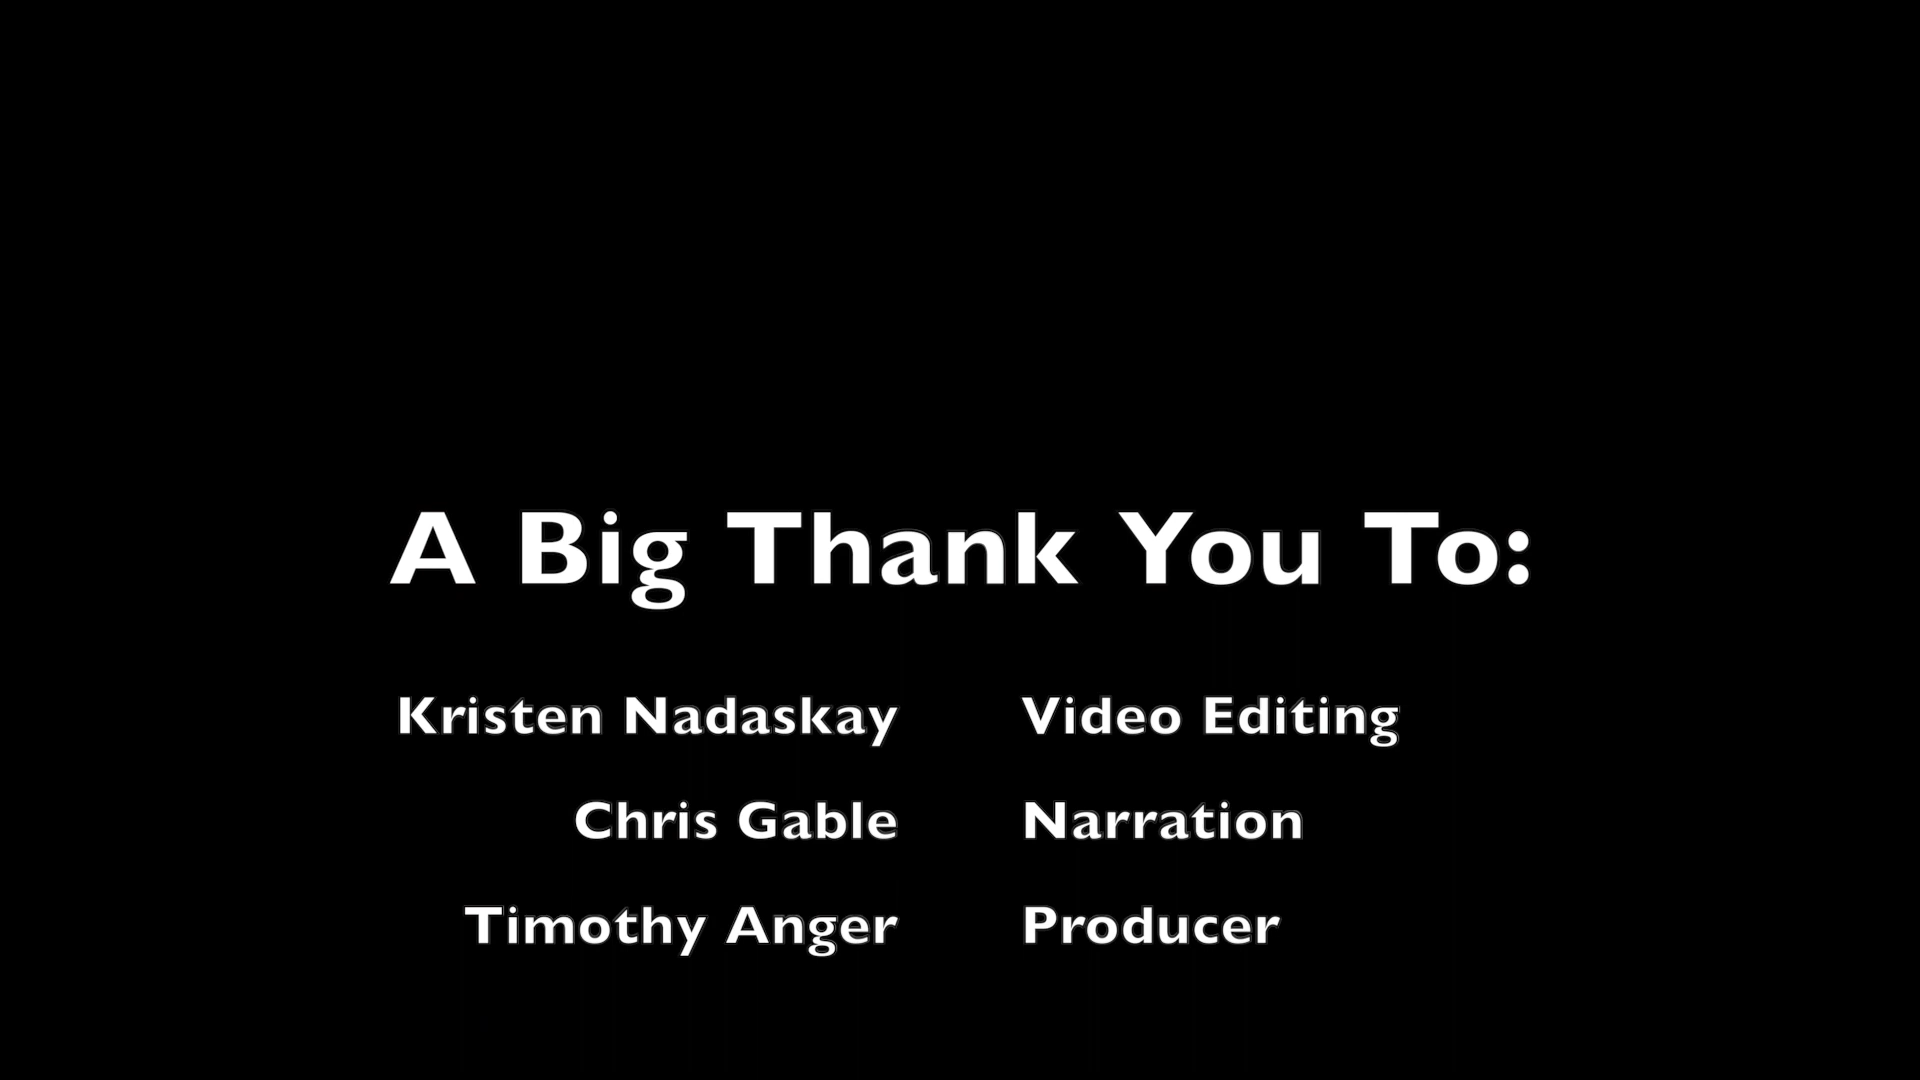 A Big Thank You To:
Kristen Nadaskay Video Editing
Chris Gable Narration
Timothy Anger Producer